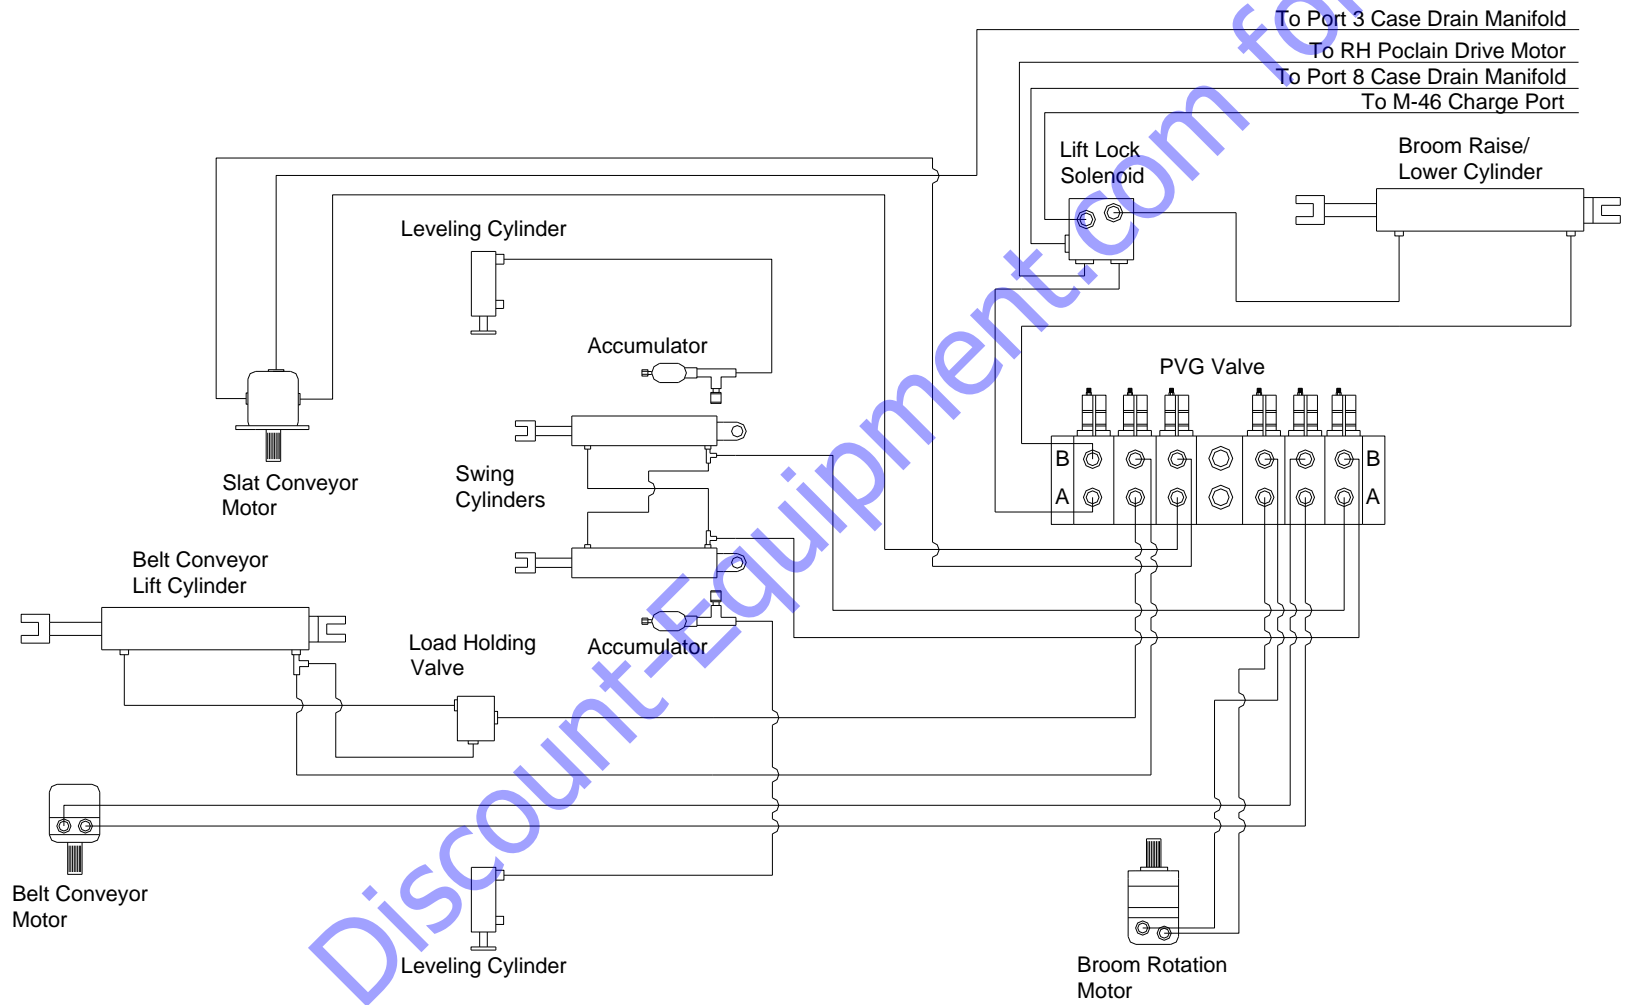 To Port 3 Case Drain Manifold
To RH Poclain Drive Motor
To Port 8 Case Drain Manifold
To M-46 Charge Port
Lift Lock
Solenoid
Broom Raise/
Lower Cylinder
Leveling Cylinder
Accumulator
PVG Valve
Slat Conveyor
Motor
Swing
Cylinders
B
B
A
A
Belt Conveyor
Lift Cylinder
Load Holding
Valve
Accumulator
Belt Conveyor
Motor
Leveling Cylinder
Broom Rotation
Motor
Discount-Equipment.com for